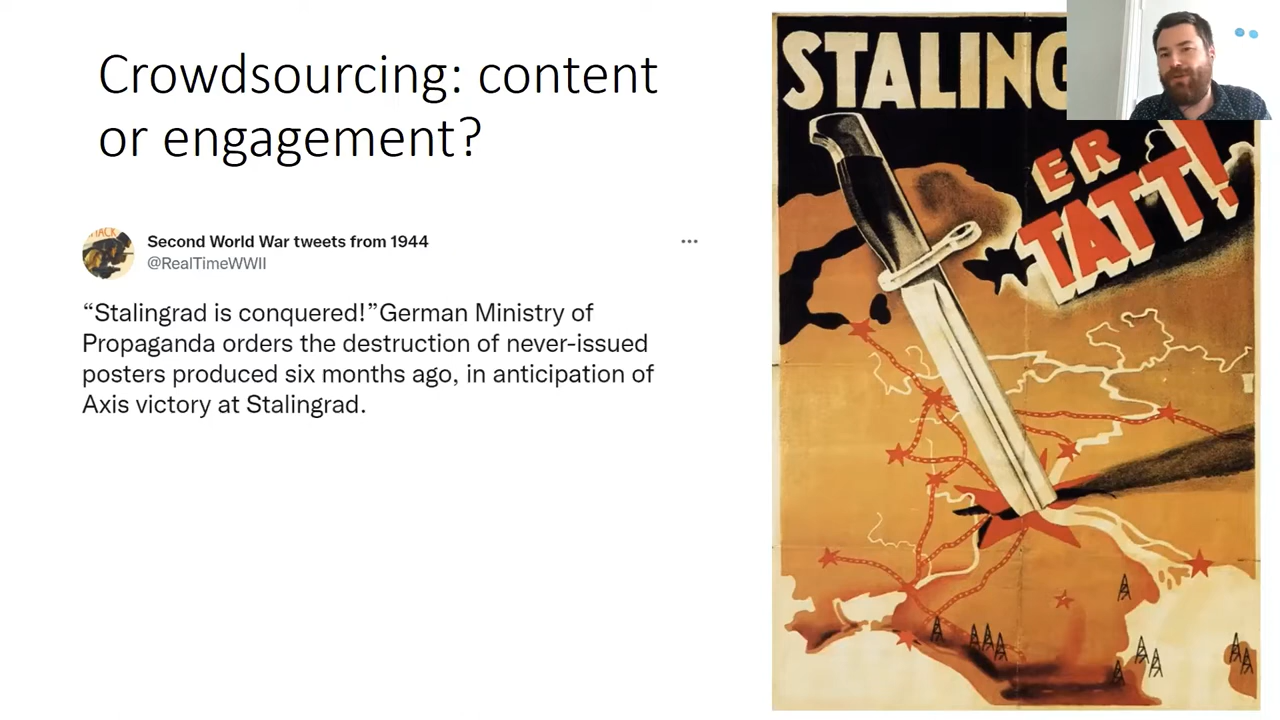 Crowdsourcing: content
or engagement?
Second World War tweets from 1944
@RealTimeWWII
“Stalingrad is conquered!”German Ministry of
Propaganda orders the destruction of never-issued
posters produced six months ago, in anticipation of
Axis victory at Stalingrad.
STALING
ER
TATT!